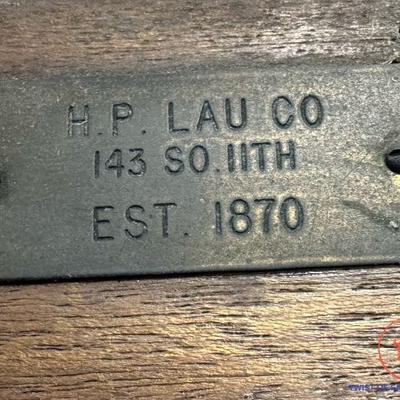 H.P. LAU CO
143 SO.11TH
EST. 1870